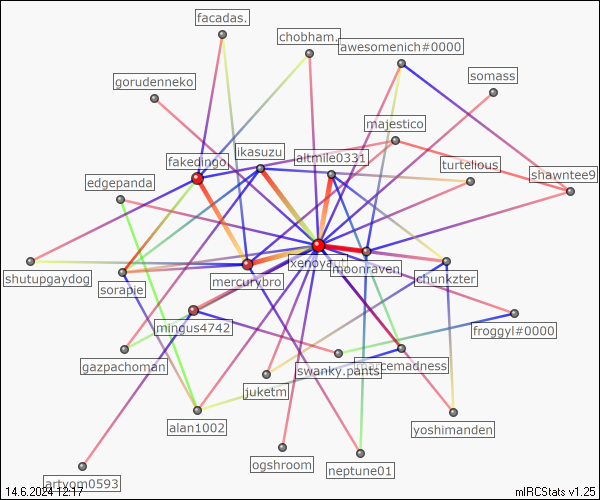 facadas.
chobham.
awesomenich#0000
somass
gorudenneko
majestico
ikasuzu
altmile0331
fakedingo
turtelious
shawntee9
edgepanda
xenoya
moonraven
shutupgaydog
sorapie
mercurybro
chunkzter
mingus4742
froggyl#0000
gazpachoman
swanky.pants
marcemadness
juketm
alan1002
yoshimanden
ogshroom
neptune01
artyom0593
14.6.2024 12:17
mIRCStats v1.25